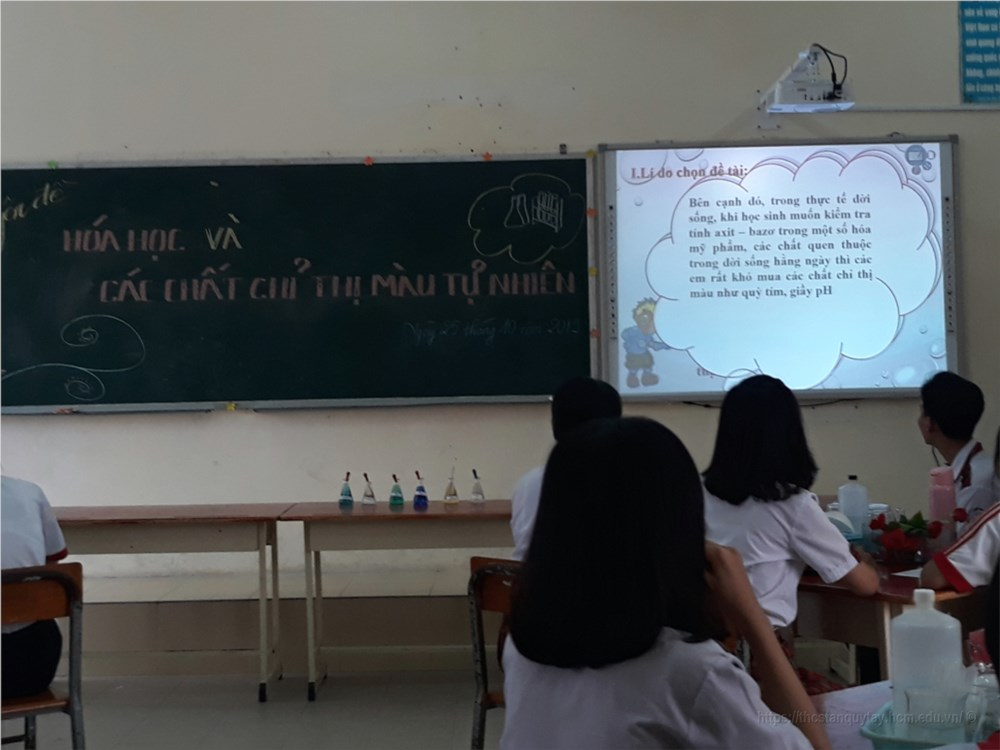 HÓA HỌC VÀ
CÁC CHẤT CHỈ THỊ MÀU TỰ NHIÊN
I.Lí do chọn đề tài:
Bên cạnh đó, trong thực tế đời
sống, khi học sinh muốn kiểm tra
tính axit – bazơ trong một số hóa
mỹ phẩm, các chất quen thuộc
trong đời sống hằng ngày thì các
em rất khó mua các chất chỉ thị
màu như quỳ tím, giấy pH
https://thcstanquytay.hcm.edu.vn/